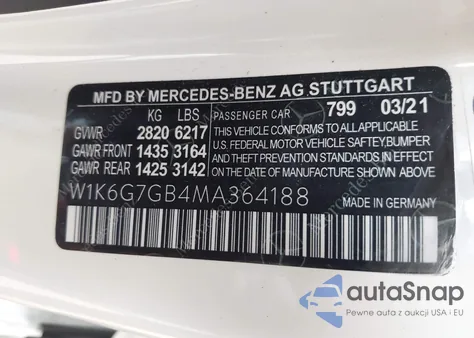 MFD BY MERCEDES-BENZ AG STUTTGART
KG LBS PASSENGER CAR 799 03/21
GVWR 2820 6217
GAWR FRONT 1435 3164
GAWR REAR 1425 3142
THIS VEHICLE CONFORMS TO ALL APPLICABLE
U.S. FEDERAL MOTOR VEHICLE SAFTEY,BUMPER
AND THEFT PREVENTION STANDARDS IN EFFECT
ON THE DATE OF MANUFACTURE SHOWN ABOVE.
W1K6G7GB4MA364188
MADE IN GERMANY
autoSnap
Pewne auta z aukcji USA i EU